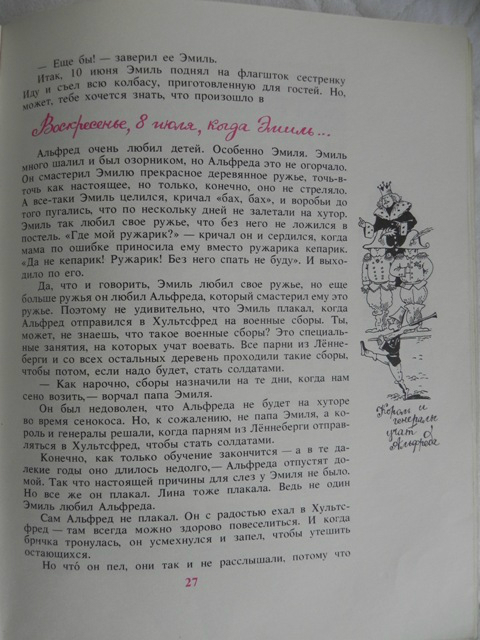 — Еще бы! — заверил ее Эмиль.
Итак, 10 июня Эмиль поднял на флагшток сестренку
Иду и съел всю колбасу, приготовленную для гостей. Но,
может, тебе хочется знать, что произошло в
Воскресенье, 8 июля, когда Эмиль...
Альфред очень любил детей. Особенно Эмиля. Эмиль
много шалил и был озорником, но Альфреда это не огорчало.
Он смастерил Эмилю прекрасное деревянное ружье, точь-в-
точь как настоящее, но только, конечно, оно не стреляло.
А все-таки Эмиль целился, кричал «бах, бах», и воробьи до
того пугались, что по нескольку дней не залетали на хутор.
Эмиль так любил свое ружье, что без него не ложился в
постель. «Где мой ружарик?» — кричал он и сердился, когда
мама по ошибке приносила ему вместо ружарика кепарик.
«Да не кепарик! Ружарик! Без него спать не буду». И выхо-
дило по его.
Да, что и говорить, Эмиль любил свое ружье, но еще
больше ружья он любил Альфреда, который смастерил ему это
ружье. Поэтому не удивительно, что Эмиль плакал, когда
Альфред отправился в Хультсфред на военные сборы. Ты,
может, не знаешь, что такое военные сборы? Это специаль-
ные занятия, на которых учат воевать. Все парни из Лённе-
берги и со всех остальных деревень проходили такие сборы,
чтобы потом, если надо будет, стать солдатами.
— Как нарочно, сборы назначили на те дни, когда нам
сено возить,— ворчал папа Эмиля.
Он был недоволен, что Альфреда не будет на хуторе
во время сенокоса. Но, к сожалению, не папа Эмиля, а ко-
роль и генералы решали, когда парням из Лённеберги отправ-
ляться в Хультсфред, чтобы стать солдатами.
Конечно, как только обучение закончится — а в те да-
лекие годы оно длилось недолго,— Альфреда отпустят до-
мой. Так что настоящей причины для слез у Эмиля не было.
Но все же он плакал. Лина тоже плакала. Ведь не один
Эмиль любил Альфреда.
Сам Альфред не плакал. Он с радостью ехал в Хультс-
фред — там всегда можно здорово повеселиться. И когда
бричка тронулась, он усмехнулся и запел, чтобы утешить
остающихся.
Но что́ он пел, они так и не расслышали, потому что
27
Король и
генералы
учат
Альфреда